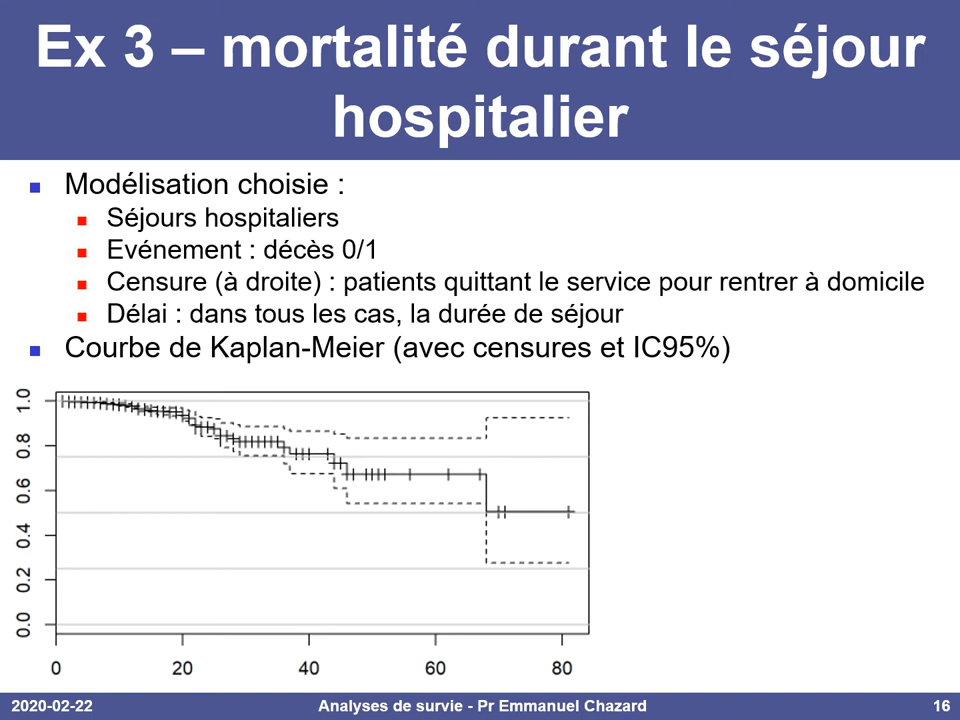 Ex 3 – mortalité durant le séjour
hospitalier
Modélisation choisie :
Séjours hospitaliers
Evénement : décès 0/1
Censure (à droite) : patients quittant le service pour rentrer à domicile
Délai : dans tous les cas, la durée de séjour
Courbe de Kaplan-Meier (avec censures et IC95%)
1.0
0.8
0.6
0.4
0.2
0.0
0 20 40 60 80
2020-02-22 Analyses de survie - Pr Emmanuel Chazard 16